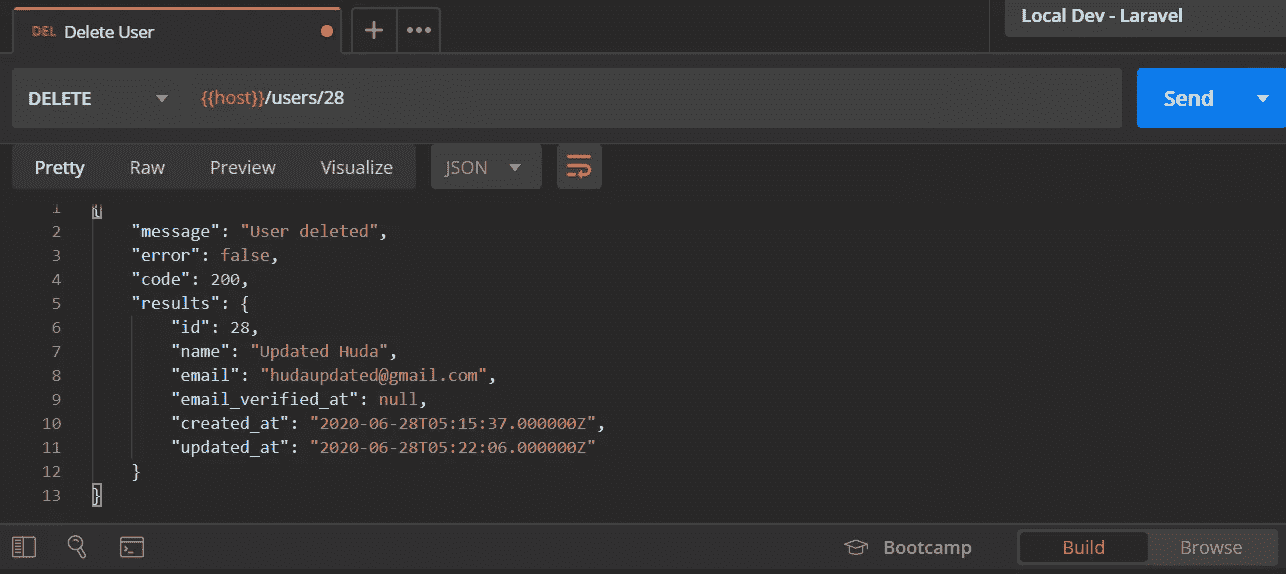 DEL Delete User
Local Dev - Laravel
DELETE {{host}}/users/28 Send
Pretty Raw Preview Visualize JSON
1 {
2 "message": "User deleted",
3 "error": false,
4 "code": 200,
5 "results": {
6 "id": 28,
7 "name": "Updated Huda",
8 "email": "hudaupdated@gmail.com",
9 "email_verified_at": null,
10 "created_at": "2020-06-28T05:15:37.000000Z",
11 "updated_at": "2020-06-28T05:22:06.000000Z"
12 }
13 }
Bootcamp Build Browse